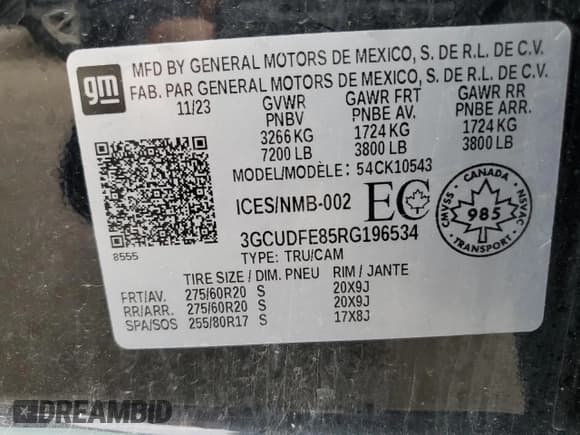 gm
MFD BY GENERAL MOTORS DE MEXICO, S. DE R.L. DE C.V.
FAB. PAR GENERAL MOTORS DE MEXICO, S. DE R.L. DE C.V.
11/23 GVWR GAWR FRT GAWR RR
PNBV PNBE AV. PNBE ARR.
3266 KG 1724 KG 1724 KG
7200 LB 3800 LB 3800 LB
MODEL/MODÈLE: 54CK10543
ICES/NMB-002 EC
CANADA
CMVSS 985 NSVAC
TRANSPORT
8555
3GCUDFE85RG196534
TYPE: TRU/CAM
TIRE SIZE / DIM. PNEU RIM / JANTE
FRT/AV. 275/60R20 S 20X9J
RR/ARR. 275/60R20 S 20X9J
SPA/SOS 255/80R17 S 17X8J
DREAMBID